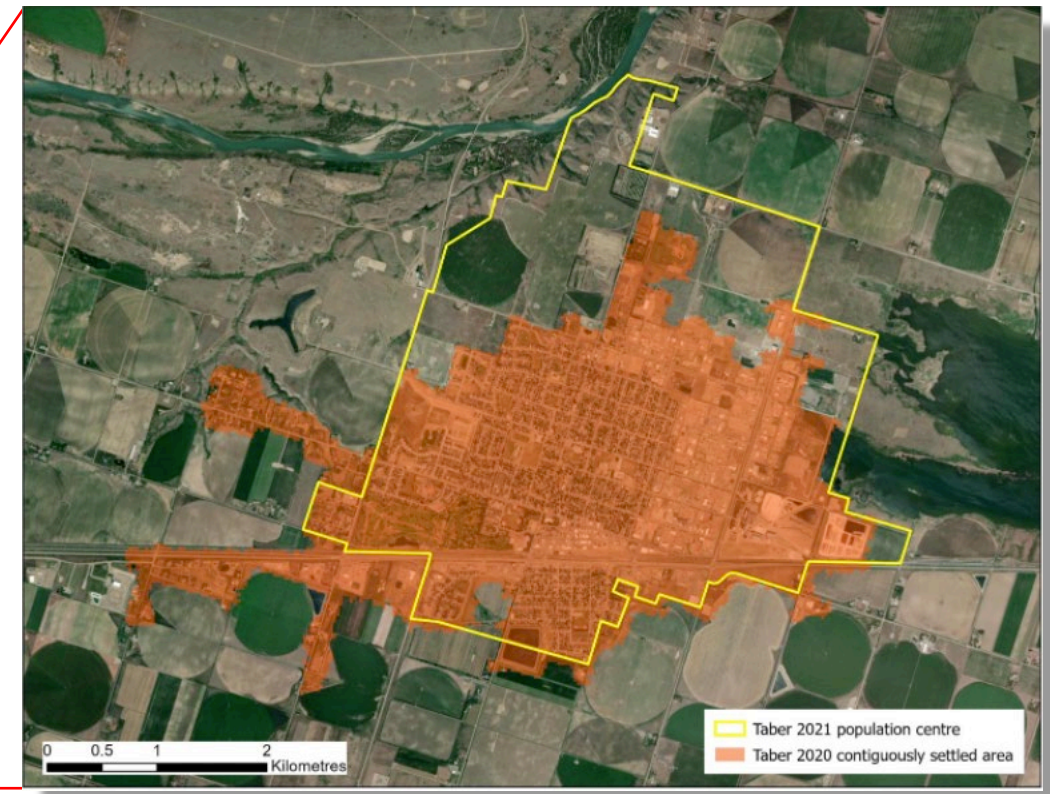 Taber 2021 population centre
Taber 2020 contiguously settled area
0 0.5 1 2
Kilometres